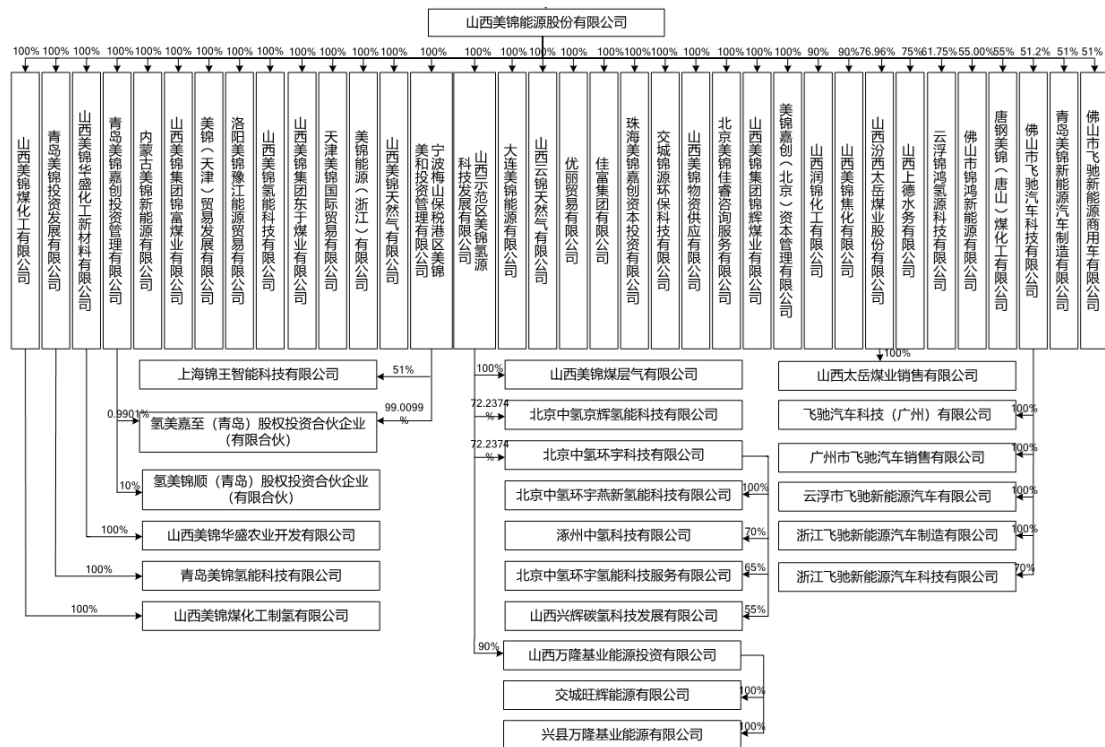 山西美锦能源股份有限公司
100% 100% 100% 100% 100% 100% 100% 100% 100% 100% 100% 100% 100% 100% 100% 100% 100% 100% 100% 100% 100% 100% 100% 100% 100% 100% 90% 90% 76.96% 75% 61.75% 55.00% 55% 51.2% 51% 51%
山西美锦煤化工有限公司
青岛美锦投资发展有限公司
山西美锦华盛化工新材料有限公司
青岛美锦嘉创投资管理有限公司
内蒙古美锦新能源有限公司
山西美锦集团锦富煤业有限公司
美锦（天津）贸易发展有限公司
洛阳美锦豫江能源贸易有限公司
山西美锦氢能科技有限公司
山西美锦集团东于煤业有限公司
天津美锦国际贸易有限公司
美锦能源（浙江）有限公司
山西美锦天然气有限公司
宁波梅山保税港区美锦
美和投资管理有限公司
山西示范区美锦氢源
科技发展有限公司
大连美锦能源有限公司
山西云锦天然气有限公司
优丽贸易有限公司
佳富集团有限公司
珠海美锦嘉创资本投资有限公司
交城锦源环保科技有限公司
山西美锦物资供应有限公司
北京美锦佳睿咨询服务有限公司
山西美锦集团锦辉煤业有限公司
美锦嘉创（北京）资本管理有限公司
山西润锦化工有限公司
山西美锦焦化有限公司
山西汾西太岳煤业股份有限公司
山西上德水务有限公司
云浮锦鸿氢源科技有限公司
佛山市锦鸿新能源有限公司
唐钢美锦（唐山）煤化工有限公司
佛山市飞驰汽车科技有限公司
青岛美锦新能源汽车制造有限公司
佛山市飞驰新能源商用车有限公司
上海锦王智能科技有限公司
51%
氢美嘉至（青岛）股权投资合伙企业
（有限合伙）
0.9901%
99.0099
%
氢美锦顺（青岛）股权投资合伙企业
（有限合伙）
10%
山西美锦华盛农业开发有限公司
100%
青岛美锦氢能科技有限公司
100%
山西美锦煤化工制氢有限公司
100%
100%
山西美锦煤层气有限公司
72.2374
%
北京中氢京辉氢能科技有限公司
72.2374
%
北京中氢环宇科技有限公司
北京中氢环宇燕新氢能科技有限公司
100%
涿州中氢科技有限公司
70%
北京中氢环宇氢能科技服务有限公司
65%
山西兴辉碳氢科技发展有限公司
55%
90%
山西万隆基业能源投资有限公司
交城旺辉能源有限公司
100%
兴县万隆基业能源有限公司
100%
100%
山西太岳煤业销售有限公司
飞驰汽车科技（广州）有限公司
100%
广州市飞驰汽车销售有限公司
100%
云浮市飞驰新能源汽车有限公司
100%
浙江飞驰新能源汽车制造有限公司
100%
浙江飞驰新能源汽车科技有限公司
70%